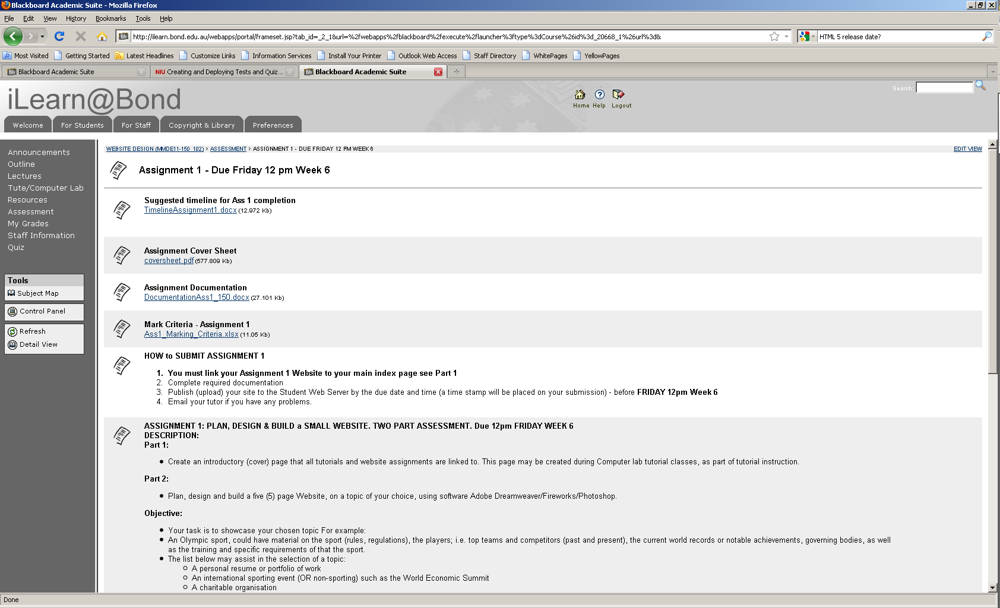 Blackboard Academic Suite - Mozilla Firefox
File Edit View History Bookmarks Tools Help
http://ilearn.bond.edu.au/webapps/portal/frameset.jsp?tab_id=_2_1&url=%2fwebapps%2fblackboard%2fexecute%2flauncher%3ftype%3dCourse%26id%3d_20668_1%26url%3d&
HTML 5 release date?
Most Visited Getting Started Latest Headlines Customize Links Information Services Install Your Printer Outlook Web Access Staff Directory WhitePages YellowPages
Bb Blackboard Academic Suite NIU Creating and Deploying Tests and Quiz... Bb Blackboard Academic Suite
iLearn@Bond
Home Help Logout
Search:
Welcome For Students For Staff Copyright & Library Preferences
Announcements
Outline
Lectures
Tute/Computer Lab
Resources
Assessment
My Grades
Staff Information
Quiz
Tools
Subject Map
Control Panel
Refresh
Detail View
WEBSITE DESIGN (MMDE11-150_102) > ASSESSMENT > ASSIGNMENT 1 - DUE FRIDAY 12 PM WEEK 6
EDIT VIEW
Assignment 1 - Due Friday 12 pm Week 6
Suggested timeline for Ass 1 completion
TimelineAssignment1.docx (12.972 Kb)
Assignment Cover Sheet
coversheet.pdf (577.809 Kb)
Assignment Documentation
DocumentationAss1_150.docx (27.101 Kb)
Mark Criteria - Assignment 1
Ass1_Marking_Criteria.xlsx (11.05 Kb)
HOW to SUBMIT ASSIGNMENT 1
1. You must link your Assignment 1 Website to your main index page see Part 1
2. Complete required documentation
3. Publish (upload) your site to the Student Web Server by the due date and time (a time stamp will be placed on your submission) - before FRIDAY 12pm Week 6
4. Email your tutor if you have any problems.
ASSIGNMENT 1: PLAN, DESIGN & BUILD a SMALL WEBSITE. TWO PART ASSESSMENT. Due 12pm FRIDAY WEEK 6
DESCRIPTION:
Part 1:
Create an introductory (cover) page that all tutorials and website assignments are linked to. This page may be created during Computer lab tutorial classes, as part of tutorial instruction.
Part 2:
Plan, design and build a five (5) page Website, on a topic of your choice, using software Adobe Dreamweaver/Fireworks/Photoshop.
Objective:
Your task is to showcase your chosen topic For example:
An Olympic sport, could have material on the sport (rules, regulations), the players; i.e. top teams and competitors (past and present), the current world records or notable achievements, governing bodies, as well
as the training and specific requirements of that the sport.
The list below may assist in the selection of a topic:
A personal resume or portfolio of work
An international sporting event (OR non-sporting) such as the World Economic Summit
A charitable organisation
Done